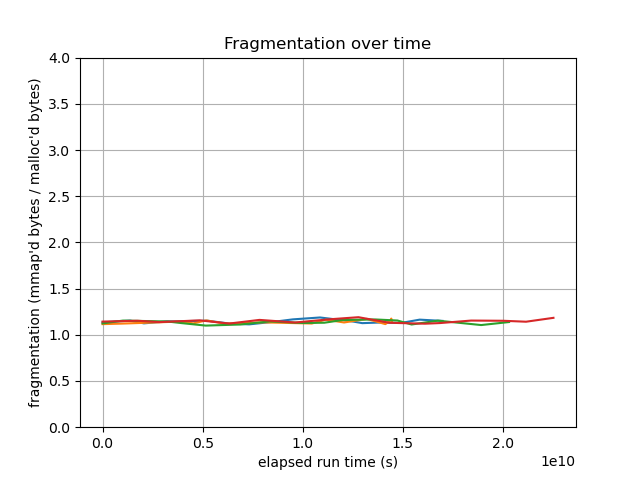 Fragmentation over time
fragmentation (mmap'd bytes / malloc'd bytes)
4.0
3.5
3.0
2.5
2.0
1.5
1.0
0.5
0.0
0.0 0.5 1.0 1.5 2.0
1e10
elapsed run time (s)